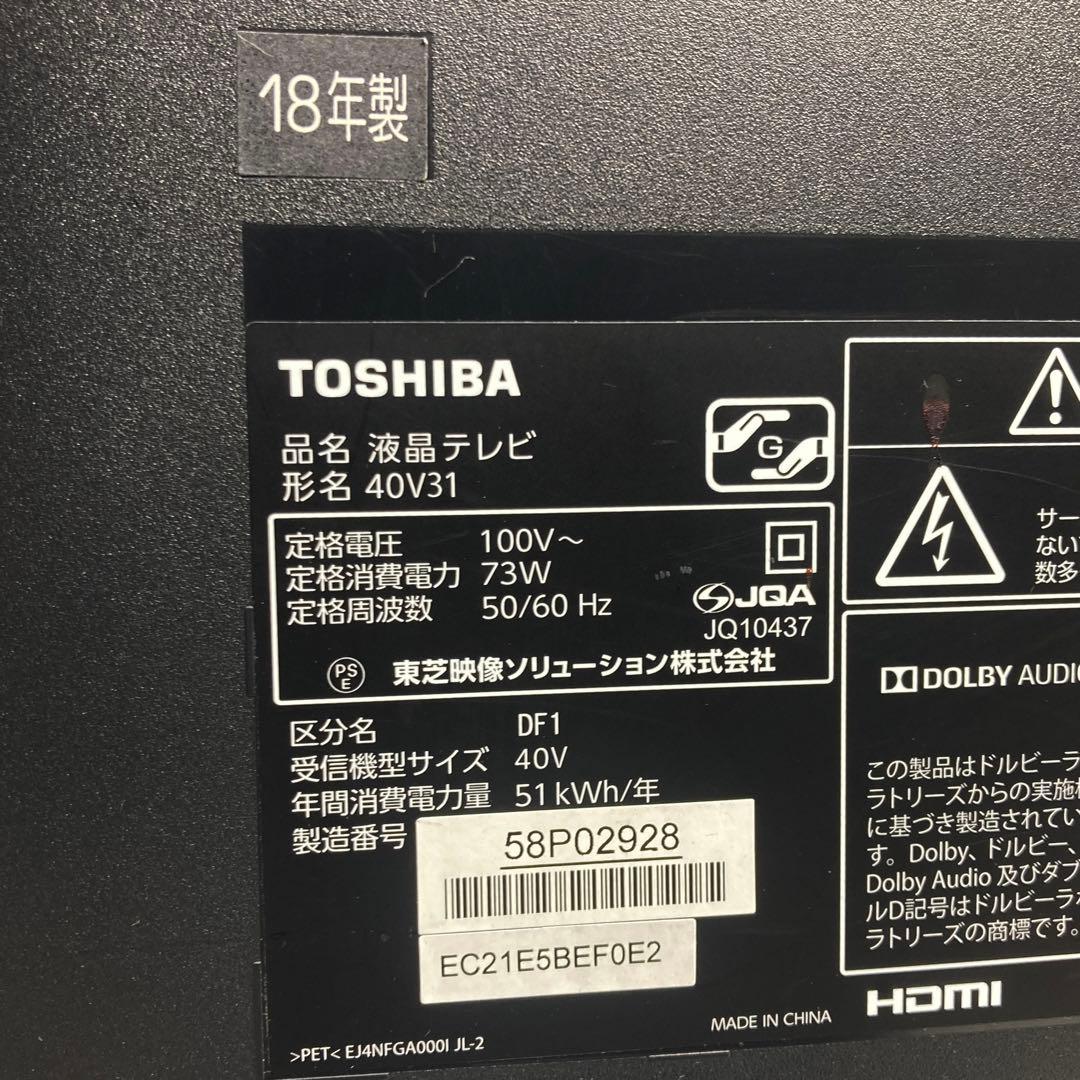 18年製
TOSHIBA
品名 液晶テレビ
形名 40V31
G
定格電圧 100V～
定格消費電力 73W
定格周波数 50/60 Hz
JQA
JQ10437
PS
E
東芝映像ソリューション株式会社
区分名 DF1
受信機型サイズ 40V
年間消費電力量 51kWh/年
製造番号 58P02928
EC21E5BEF0E2
MADE IN CHINA
>PET< EJ4NFGA000I JL-2
サー
ない
数多
DOLBY AUDIO
この製品はドルビーラ
ラトリーズからの実施
に基づき製造されてい
す。Dolby、ドルビー、
Dolby Audio 及びダブ
ルD記号はドルビーラ
ラトリーズの商標です。
HDMI